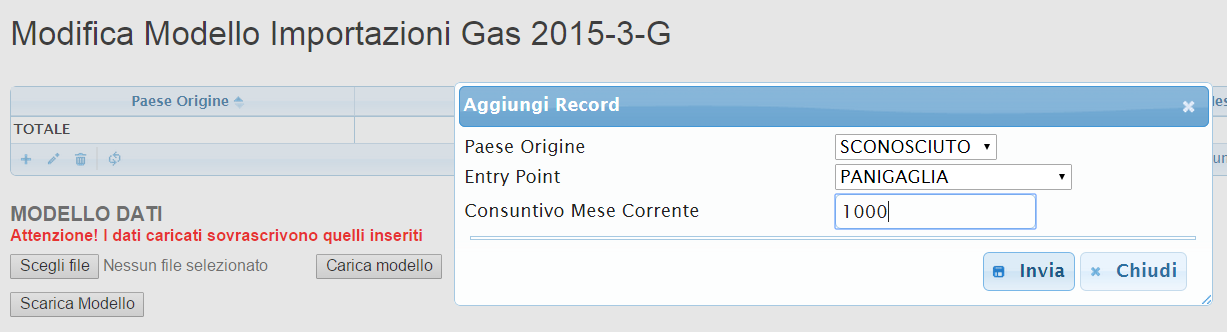 Modifica Modello Importazioni Gas 2015-3-G
Paese Origine
TOTALE
Aggiungi Record
Paese Origine SCONOSCIUTO
Entry Point PANIGAGLIA
Consuntivo Mese Corrente 1000
Invia Chiudi
MODELLO DATI
Attenzione! I dati caricati sovrascrivono quelli inseriti
Scegli file Nessun file selezionato Carica modello
Scarica Modello